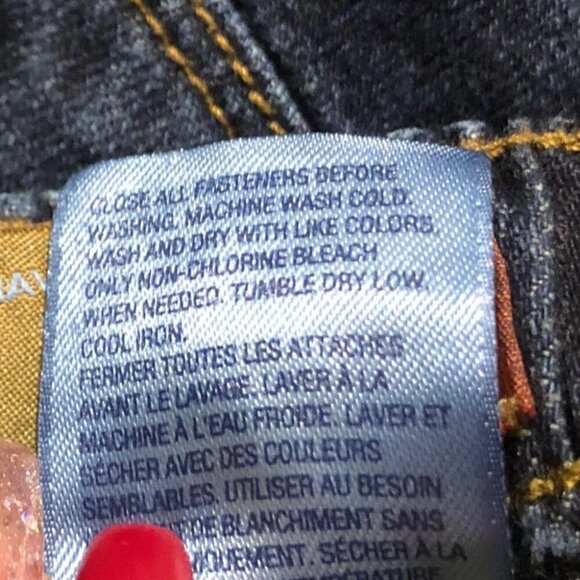 CLOSE ALL FASTENERS BEFORE
WASHING. MACHINE WASH COLD.
WASH AND DRY WITH LIKE COLORS.
ONLY NON-CHLORINE BLEACH
WHEN NEEDED. TUMBLE DRY LOW.
COOL IRON.
FERMER TOUTES LES ATTACHES
AVANT LE LAVAGE. LAVER À LA
MACHINE À L'EAU FROIDE. LAVER ET
SÉCHER AVEC DES COULEURS
SEMBLABLES. UTILISER AU BESOIN
DE BLANCHIMENT SANS
SÉCHER À LA